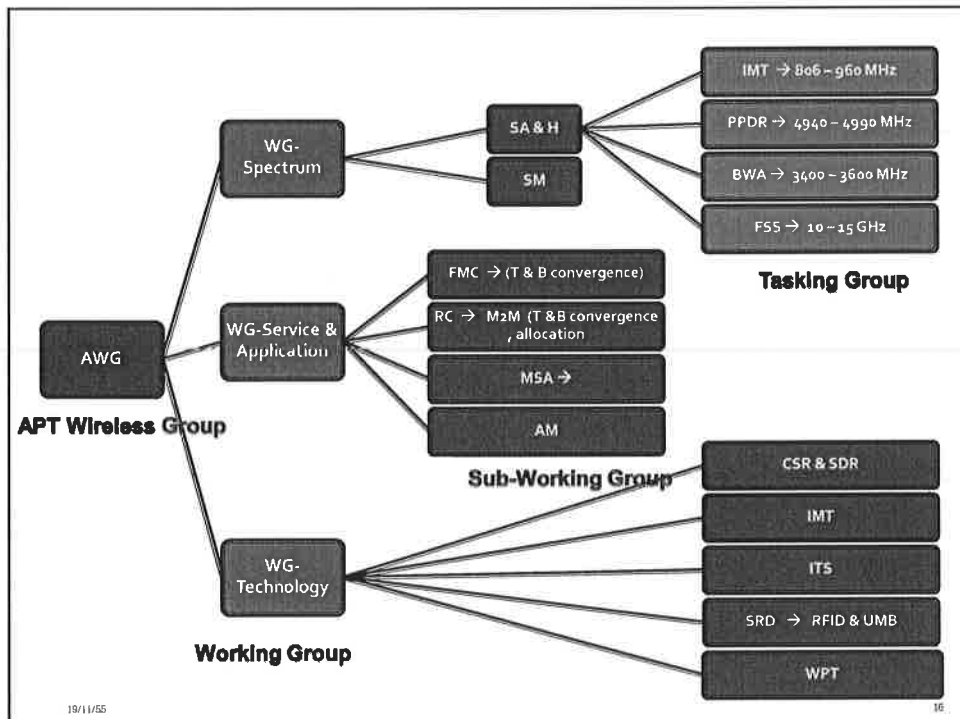 IMT → 806 – 960 MHz
PPDR → 4940 – 4990 MHz
BWA → 3400 – 3600 MHz
FSS → 10 – 15 GHz
Tasking Group
SA & H
SM
WG-
Spectrum
FMC → (T & B convergence)
RC → M2M (T &B convergence
, allocation
MSA →
AM
Sub-Working Group
WG-Service &
Application
AWG
APT Wireless Group
CSR & SDR
IMT
ITS
SRD → RFID & UMB
WPT
WG-
Technology
Working Group
19/11/55
16